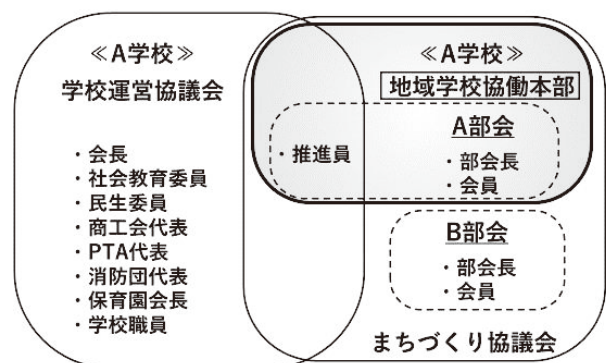 ≪A学校≫
学校運営協議会
・会長
・社会教育委員
・民生委員
・商工会代表
・PTA代表
・消防団代表
・保育園会長
・学校職員
≪A学校≫
地域学校協働本部
A部会
・推進員
・部会長
・会員
B部会
・部会長
・会員
まちづくり協議会